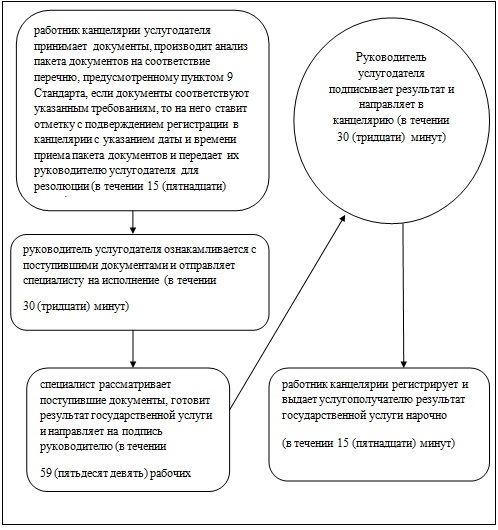 работник канцелярии услугодателя
принимает документы, производит анализ
пакета документов на соответствие
перечню, предусмотренному пунктом 9
Стандарта, если документы соответствуют
указанным требованиям, то на него ставит
отметку с подверждением регистрации в
канцелярии с указанием даты и времени
приема пакета документов и передает их
руководителю услугодателя для
резолюции (в течении 15 (пятнадцати)
руководитель услугодателя ознакамливается с
поступившими документами и отправляет
специалисту на исполнение (в течении
30 (тридцати) минут)
специалист рассматривает
поступившие документы, готовит
результат государственной услуги
и направляет на подпись
руководителю (в течении
59 (пятьдесят девять) рабочих
Руководитель
услугодателя
подписывает результат и
направляет в
канцелярию (в течении
30 (тридцати) минут)
работник канцелярии регистрирует и
выдает услугополучателю результат
государственной услуги нарочно
(в течении 15 (пятнадцати) минут)